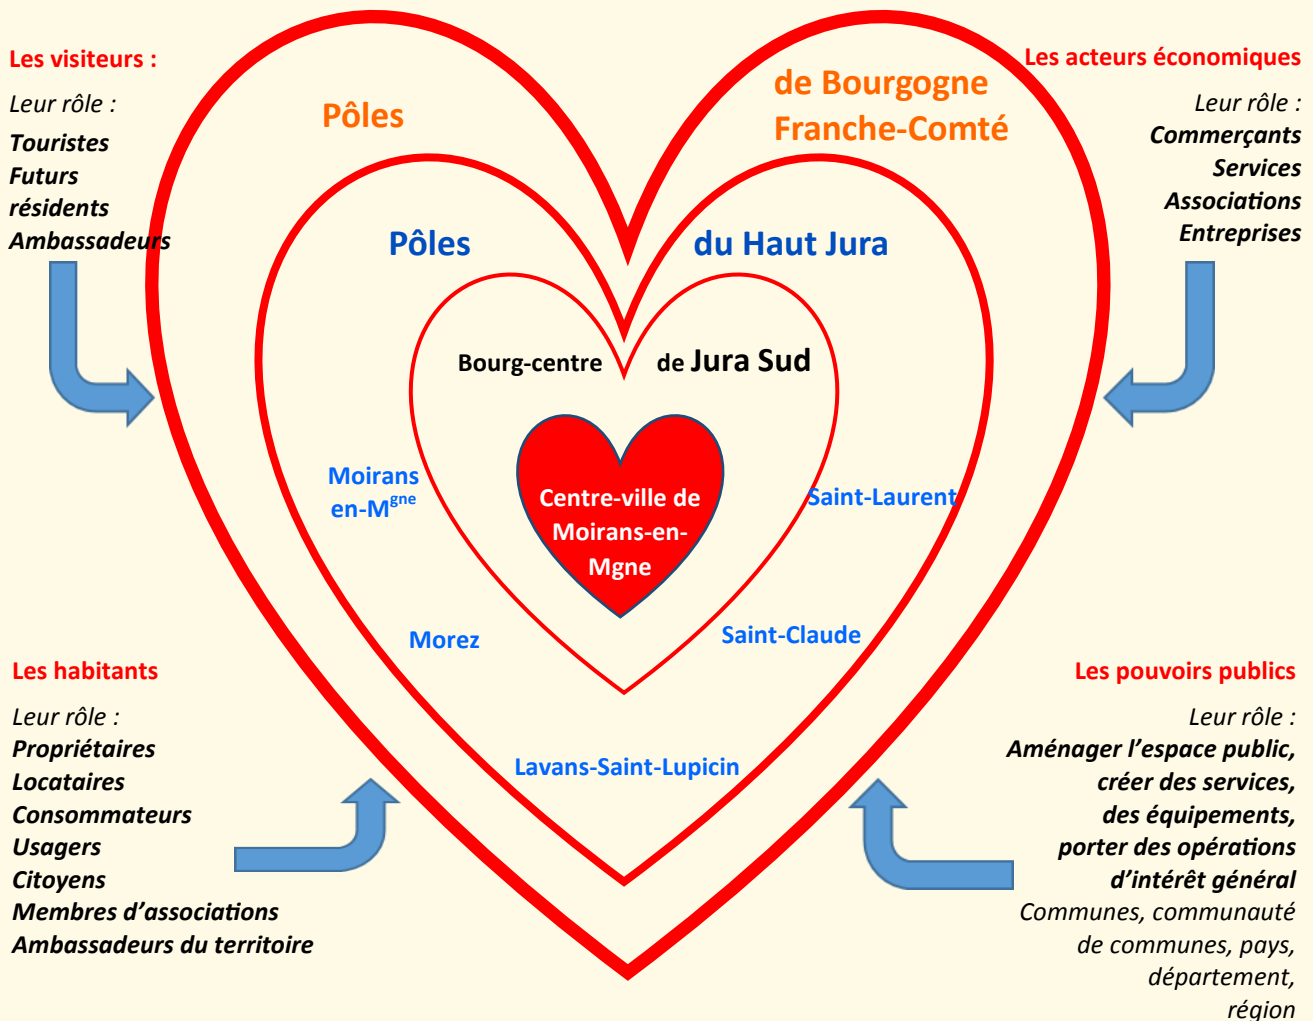 Les visiteurs :
Leur rôle :
Touristes
Futurs
résidents
Ambassadeurs
Les acteurs économiques
Leur rôle :
Commerçants
Services
Associations
Entreprises
Pôles
de Bourgogne
Franche-Comté
Pôles
du Haut Jura
Bourg-centre
de Jura Sud
Moirans
en-Mgne
Centre-ville de
Moirans-en-
Mgne
Saint-Laurent
Morez
Saint-Claude
Lavans-Saint-Lupicin
Les habitants
Leur rôle :
Propriétaires
Locataires
Consommateurs
Usagers
Citoyens
Membres d'associations
Ambassadeurs du territoire
Les pouvoirs publics
Leur rôle :
Aménager l’espace public,
créer des services,
des équipements,
porter des opérations
d’intérêt général
Communes, communauté
de communes, pays,
département,
région